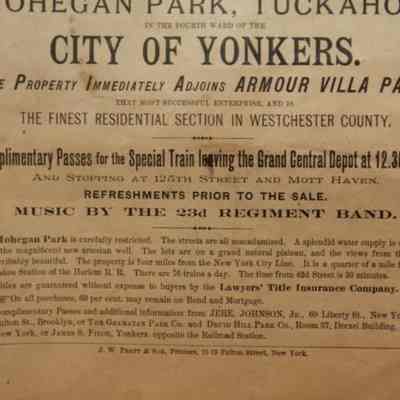 OHEGAN PARK, TUCKAHO
IN THE FOURTH WARD OF THE
CITY OF YONKERS.
E PROPERTY IMMEDIATELY ADJOINS ARMOUR VILLA PA
THAT MOST SUCCESSFUL ENTERPRISE, AND IS
THE FINEST RESIDENTIAL SECTION IN WESTCHESTER COUNTY.
plimentary Passes for the Special Train leaving the Grand Central Depot at 12.3
AND STOPPING AT 125TH STREET AND MOTT HAVEN.
REFRESHMENTS PRIOR TO THE SALE.
MUSIC BY THE 23d REGIMENT BAND.
Mohegan Park is carefully restricted. The streets are all macadamized. A splendid water supply is
the magnificent new artesian well. The lots are on a grand natural plateau, and the views from th
eritably beautiful. The property is four miles from the New York City Line. It is a quarter of a mile f
ahoe Station of the Harlem R. R. There are 76 trains a day. The time from 42d Street is 30 minutes.
itles are guaranteed without expense to buyers by the Lawyers' Title Insurance Company.
On all purchases, 60 per cent. may remain on Bond and Mortgage.
omplimentary Passes and additional information from JERE. JOHNSON, Jr., 60 Liberty St., New Yo
ulton St., Brooklyn, or THE GRAMATAN PARK CO. and DAVID HILL PARK CO., Room 57, Drexel Building,
ew York, or JAMES S. FITCH, Yonkers, opposite the Railroad Station.
J. W. PRATT & SON, Printers, Fulton Street, New York.